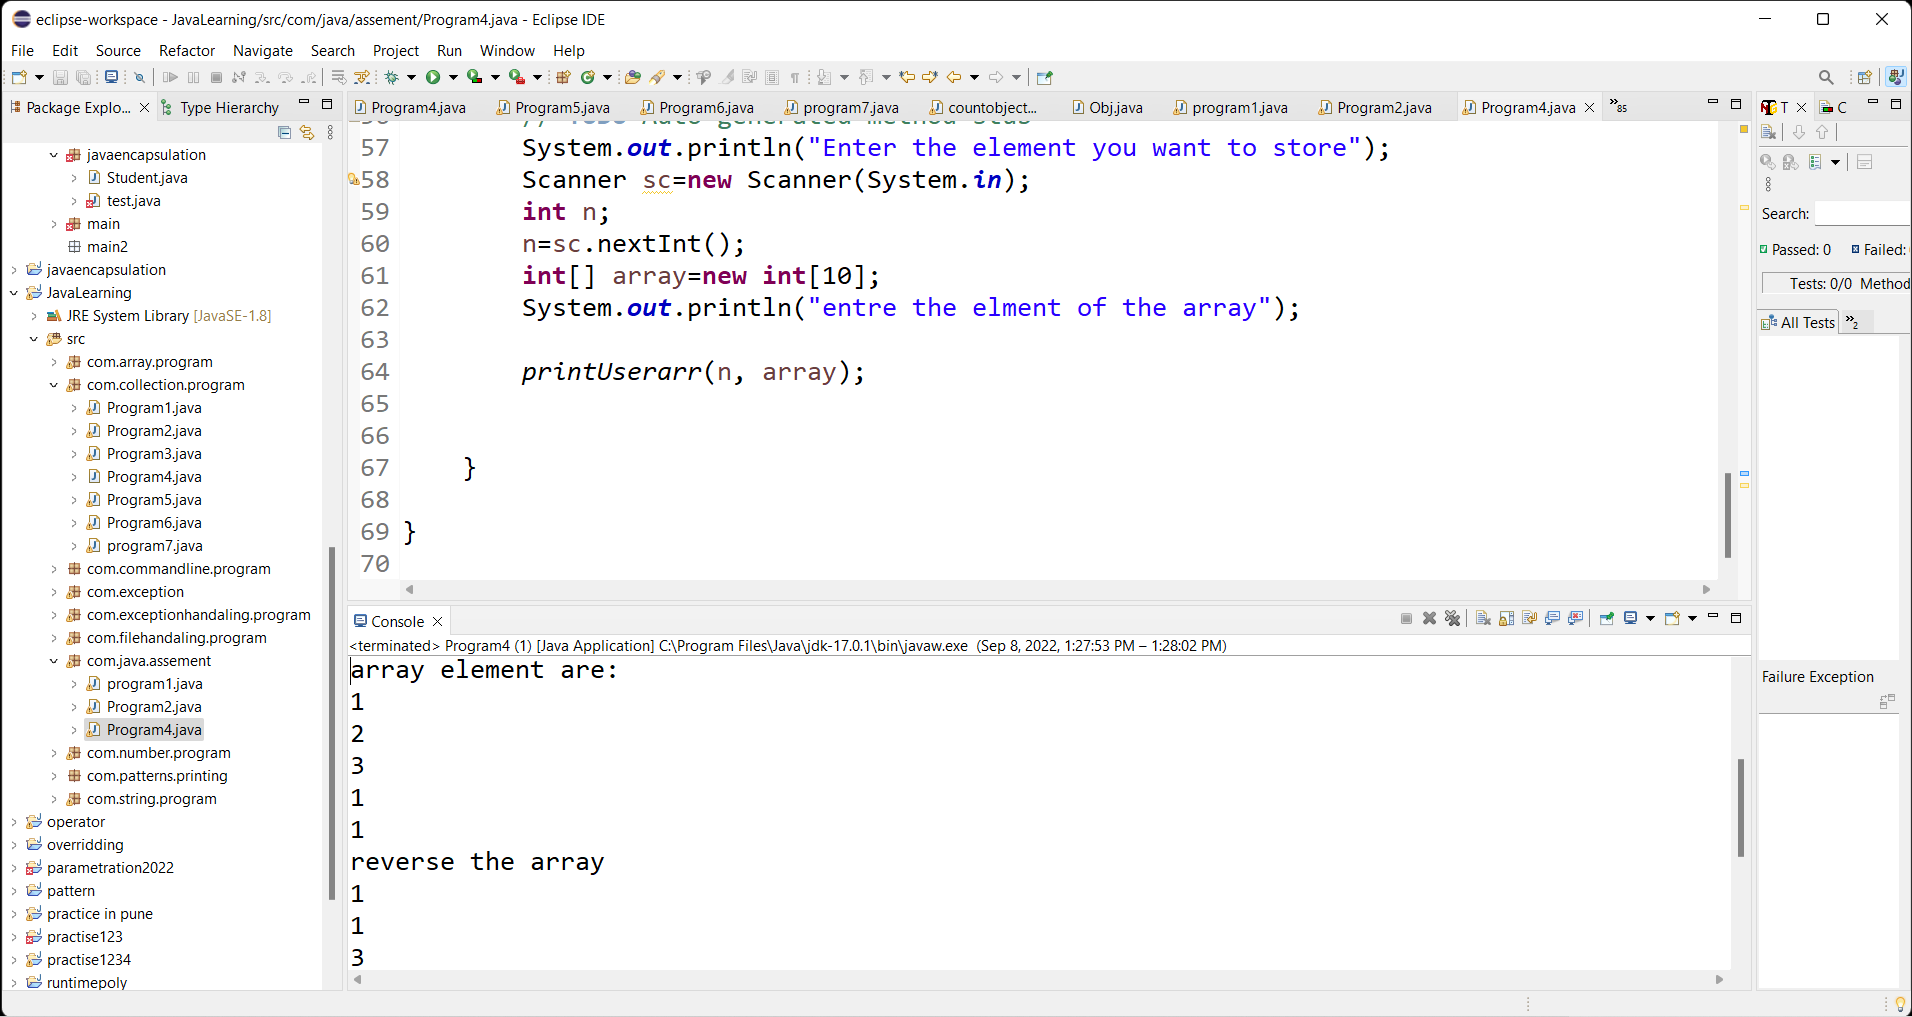 eclipse-workspace - JavaLearning/src/com/java/assement/Program4.java - Eclipse IDE
File Edit Source Refactor Navigate Search Project Run Window Help
Package Explo... Type Hierarchy
Program4.java Program5.java Program6.java program7.java countobject... Obj.java program1.java Program2.java Program4.java »85
T C
javaencapsulation
Student.java
test.java
main
main2
javaencapsulation
JavaLearning
JRE System Library [JavaSE-1.8]
src
com.array.program
com.collection.program
Program1.java
Program2.java
Program3.java
Program4.java
Program5.java
Program6.java
program7.java
com.commandline.program
com.exception
com.exceptionhandaling.program
com.filehandaling.program
com.java.assement
program1.java
Program2.java
Program4.java
com.number.program
com.patterns.printing
com.string.program
operator
overridding
parametration2022
pattern
practice in pune
practise123
practise1234
runtimepoly
56 // TODO Auto-generated method stub
57 System.out.println("Enter the element you want to store");
58 Scanner sc=new Scanner(System.in);
59 int n;
60 n=sc.nextInt();
61 int[] array=new int[10];
62 System.out.println("entre the elment of the array");
63
64 printUserarr(n, array);
65
66
67 }
68
69 }
70
Console
<terminated> Program4 (1) [Java Application] C:\Program Files\Java\jdk-17.0.1\bin\javaw.exe (Sep 8, 2022, 1:27:53 PM – 1:28:02 PM)
array element are:
1
2
3
1
1
reverse the array
1
1
3
Search:
Passed: 0 Failed:
Tests: 0/0 Method
All Tests »2
Failure Exception